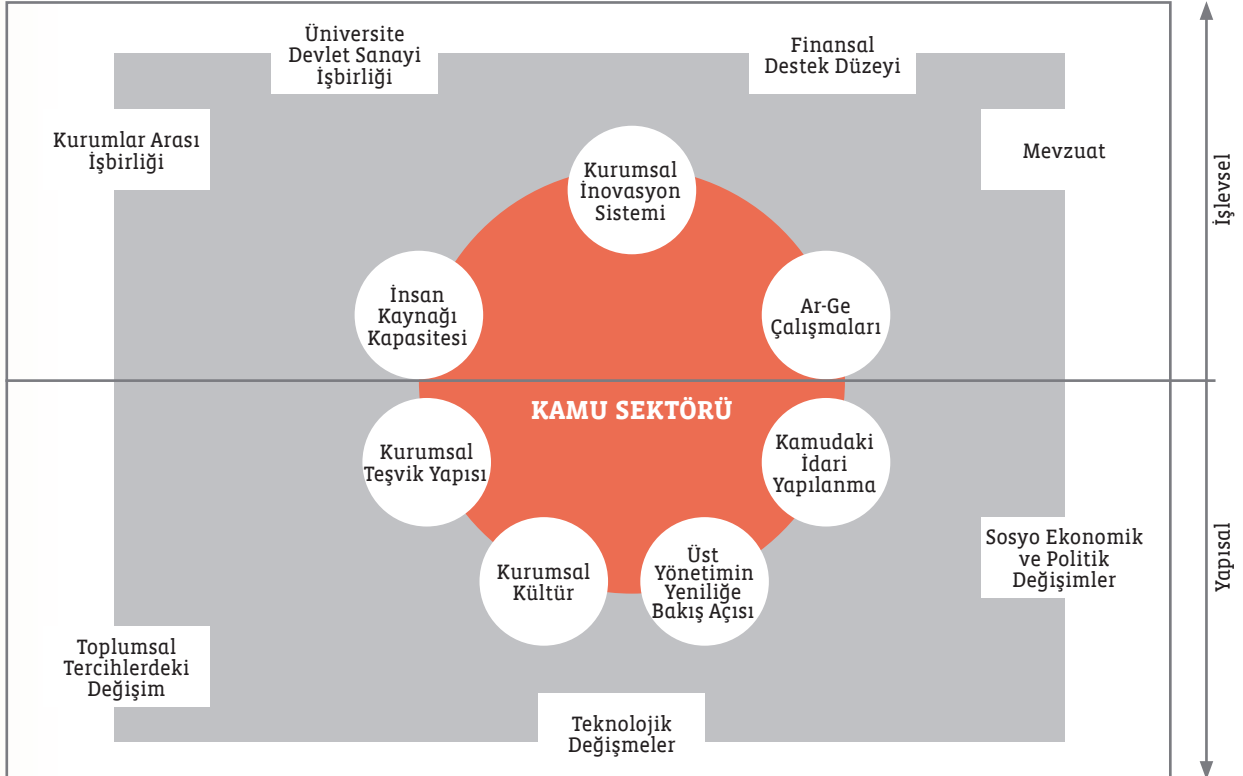 Üniversite
Devlet Sanayi
İşbirliği
Finansal
Destek Düzeyi
Kurumlar Arası
İşbirliği
Mevzuat
Kurumsal
İnovasyon
Sistemi
İşlevsel
İnsan
Kaynağı
Kapasitesi
Ar-Ge
Çalışmaları
KAMU SEKTÖRÜ
Kurumsal
Teşvik Yapısı
Kamudaki
İdari
Yapılanma
Kurumsal
Kültür
Üst
Yönetimin
Yeniliğe
Bakış Açısı
Sosyo Ekonomik
ve Politik
Değişimler
Yapısal
Toplumsal
Tercihlerdeki
Değişim
Teknolojik
Değişmeler